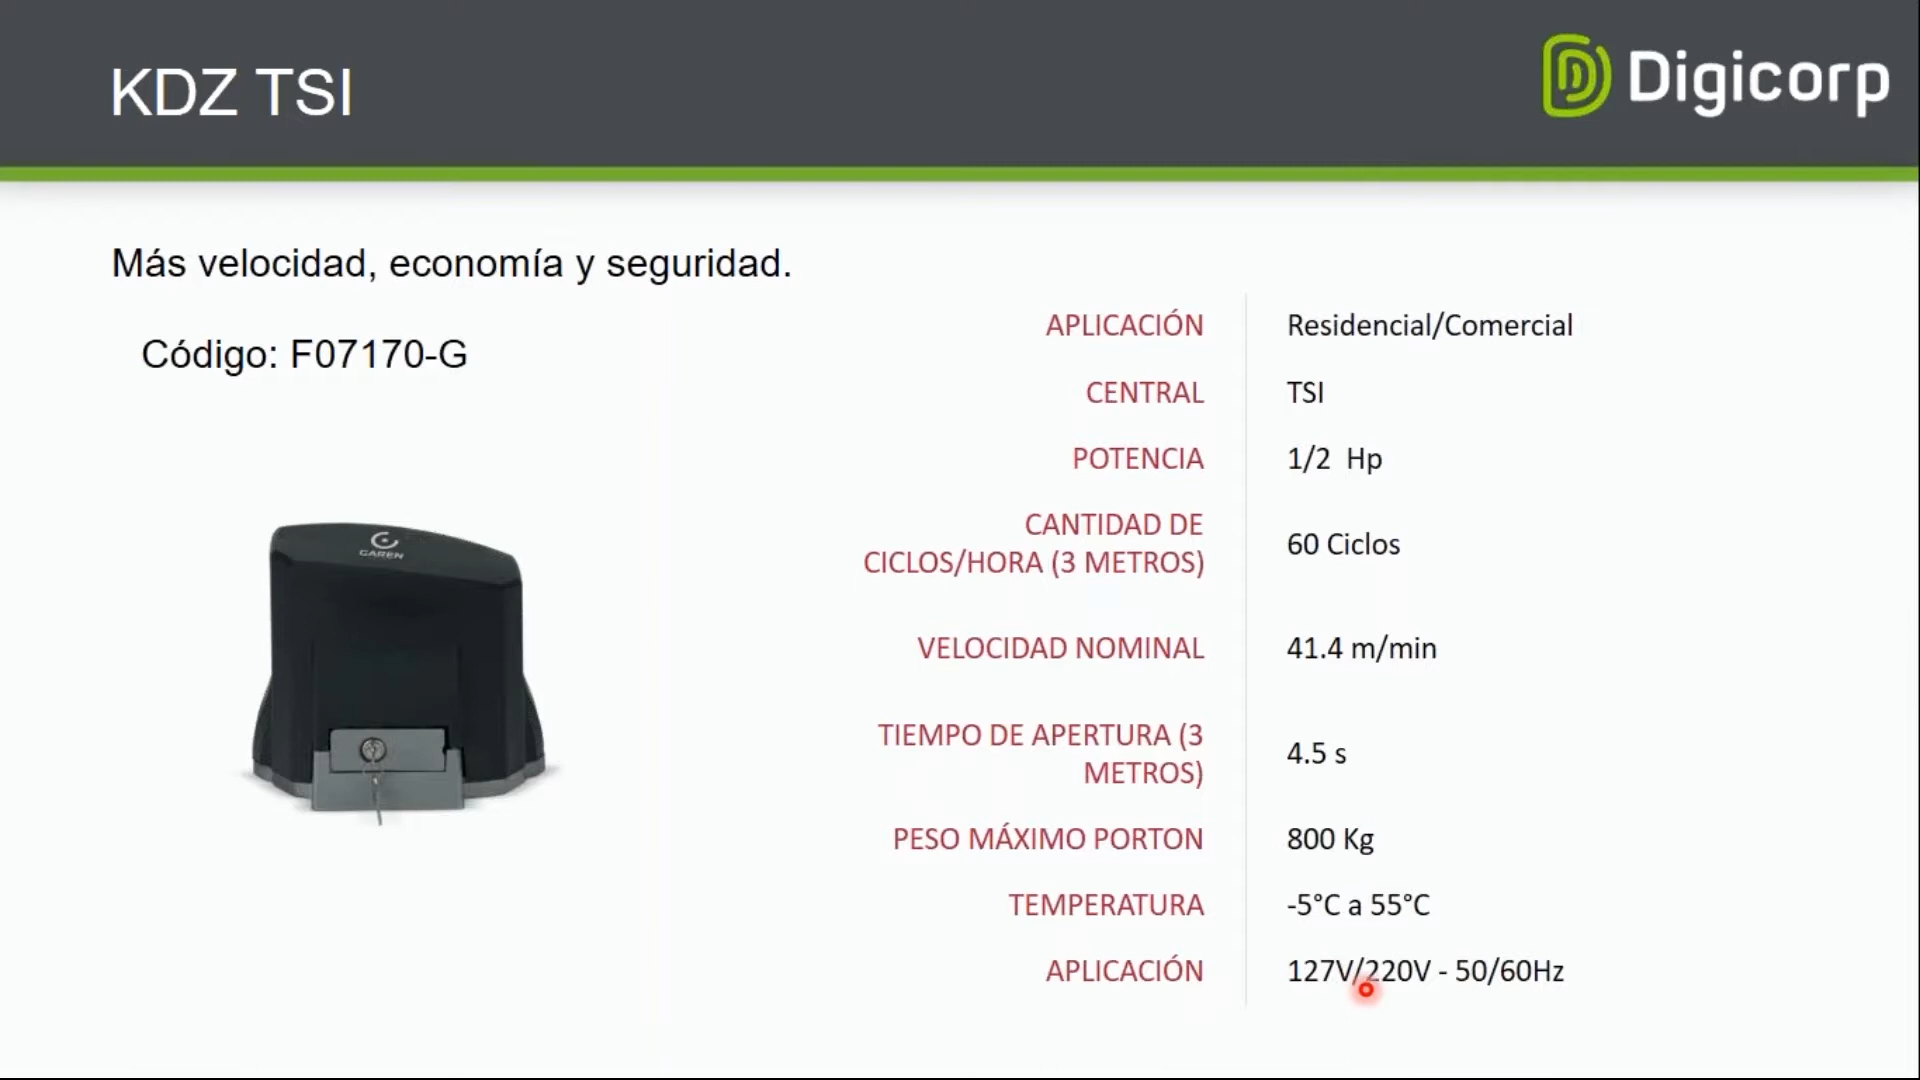 KDZ TSI
Digicorp
Más velocidad, economía y seguridad.
Código: F07170-G
GAREN
APLICACIÓN Residencial/Comercial
CENTRAL TSI
POTENCIA 1/2 Hp
CANTIDAD DE
CICLOS/HORA (3 METROS) 60 Ciclos
VELOCIDAD NOMINAL 41.4 m/min
TIEMPO DE APERTURA (3
METROS) 4.5 s
PESO MÁXIMO PORTON 800 Kg
TEMPERATURA -5°C a 55°C
APLICACIÓN 127V/220V - 50/60Hz